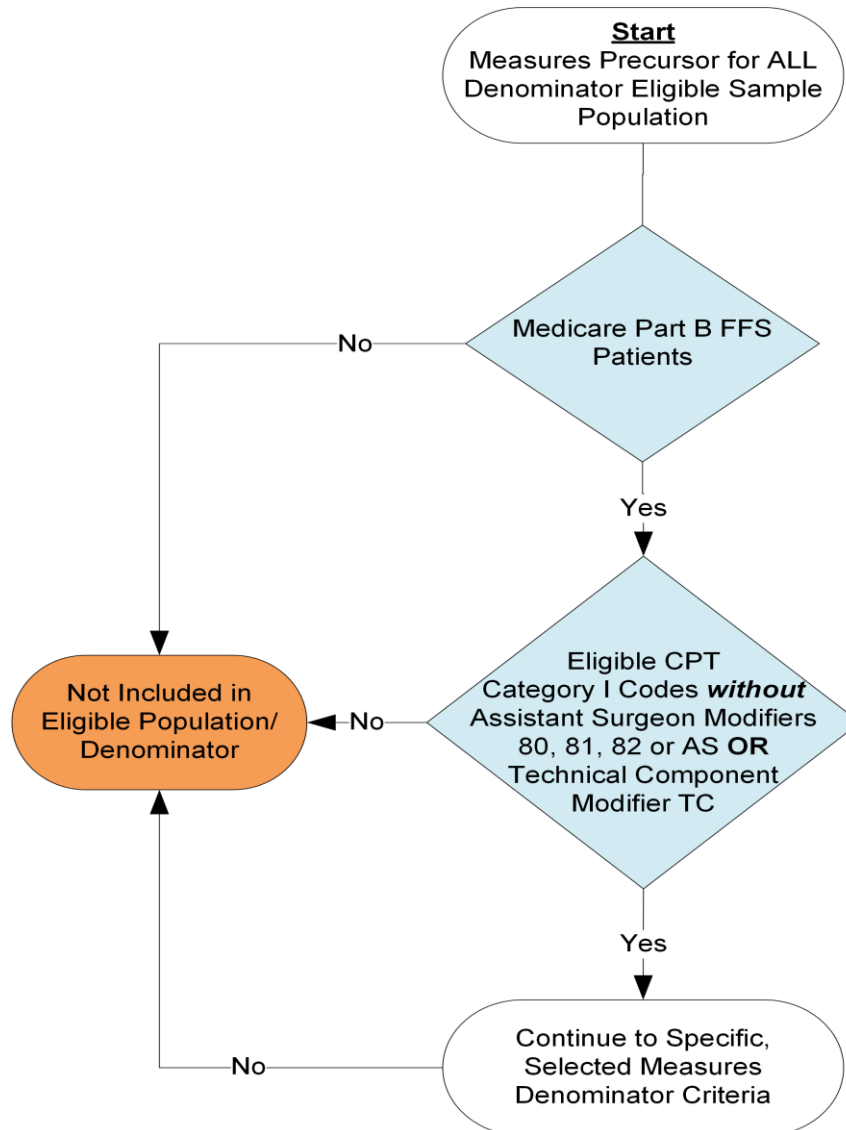 Start
Measures Precursor for ALL
Denominator Eligible Sample
Population
Medicare Part B FFS
Patients
No
Yes
Eligible CPT
Category I Codes without
Assistant Surgeon Modifiers
80, 81, 82 or AS OR
Technical Component
Modifier TC
No
Not Included in
Eligible Population/
Denominator
Yes
Continue to Specific,
Selected Measures
Denominator Criteria
No